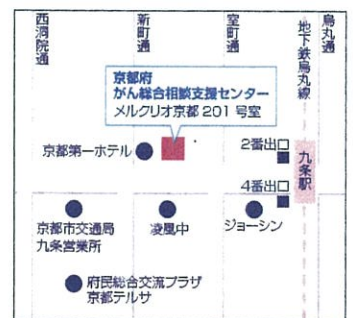 西洞院通
新町通
室町通
地下鉄烏丸線
烏丸通
京都府
がん総合相談支援センター
メルクリオ京都 201 号室
京都第一ホテル
2番出口
九条駅
4番出口
京都市交通局
九条営業所
凌風中
ジョーシン
府民総合交流プラザ
京都テルサ